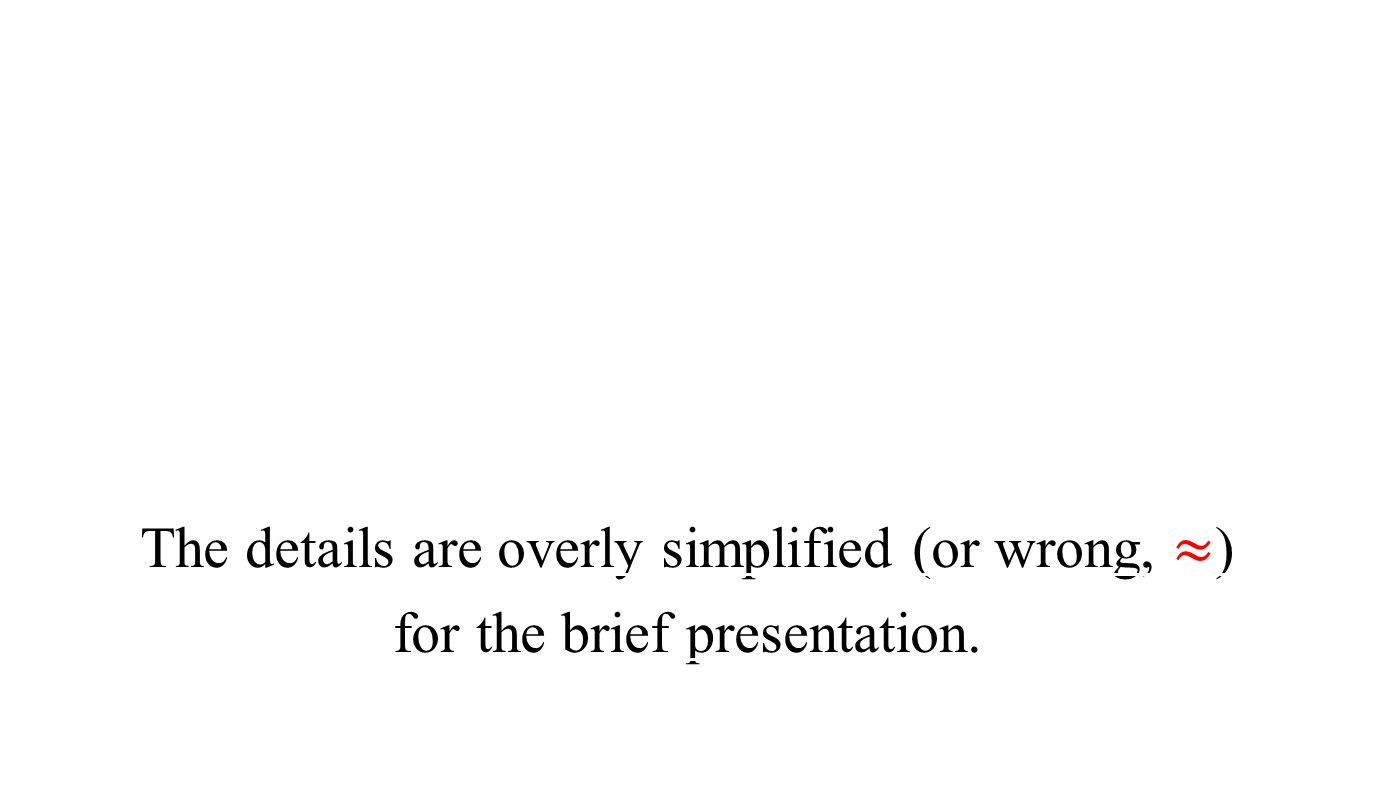 The details are overly simplified (or wrong, ≈)
for the brief presentation.